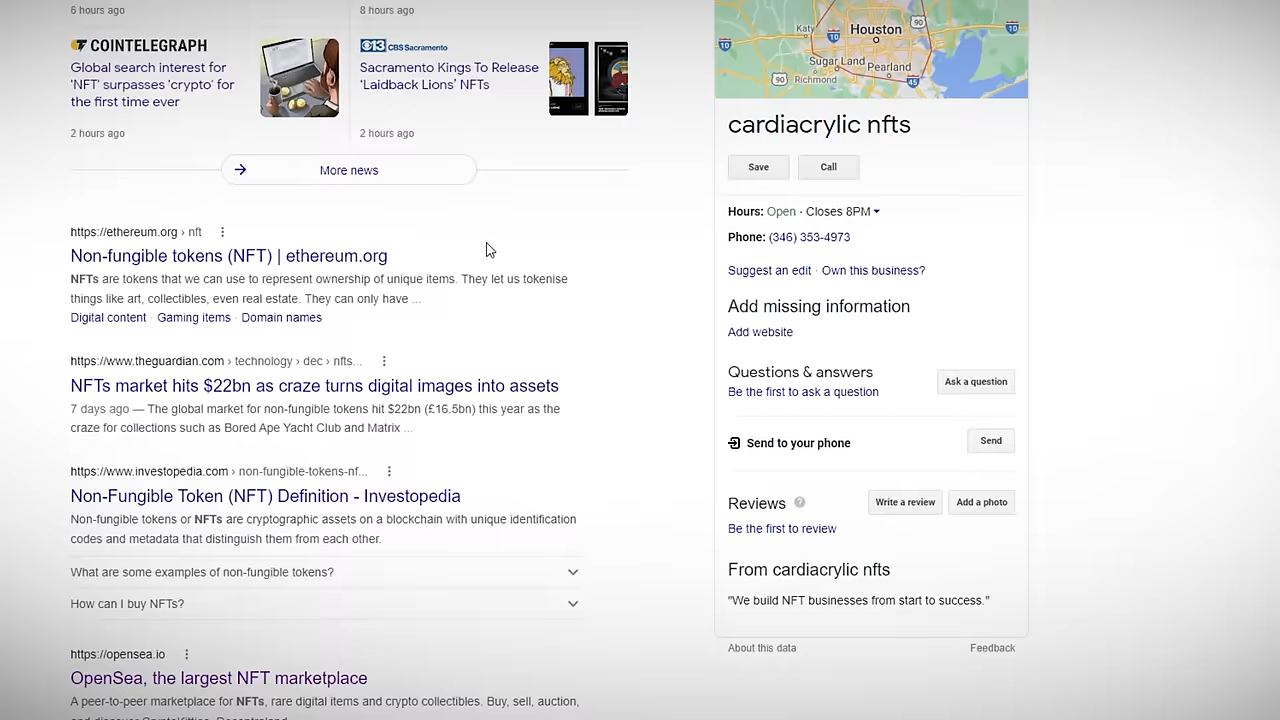 6 hours ago
8 hours ago
COINTELEGRAPH
Global search interest for
'NFT' surpasses 'crypto' for
the first time ever
2 hours ago
13 CBS Sacramento
Sacramento Kings To Release
'Laidback Lions' NFTs
2 hours ago
More news
https://ethereum.org › nft
Non-fungible tokens (NFT) | ethereum.org
NFTs are tokens that we can use to represent ownership of unique items. They let us tokenise
things like art, collectibles, even real estate. They can only have ...
Digital content · Gaming items · Domain names
https://www.theguardian.com › technology › dec › nfts...
NFTs market hits $22bn as craze turns digital images into assets
7 days ago — The global market for non-fungible tokens hit $22bn (£16.5bn) this year as the
craze for collections such as Bored Ape Yacht Club and Matrix ...
https://www.investopedia.com › non-fungible-tokens-nf...
Non-Fungible Token (NFT) Definition - Investopedia
Non-fungible tokens or NFTs are cryptographic assets on a blockchain with unique identification
codes and metadata that distinguish them from each other.
What are some examples of non-fungible tokens?
How can I buy NFTs?
https://opensea.io
OpenSea, the largest NFT marketplace
A peer-to-peer marketplace for NFTs, rare digital items and crypto collectibles. Buy, sell, auction,
Katy
90
10
Houston
10
10
Sugar Land
Pearland
90
Richmond
45
cardiacrylic nfts
Save
Call
Hours: Open · Closes 8PM
Phone: (346) 353-4973
Suggest an edit · Own this business?
Add missing information
Add website
Questions & answers
Be the first to ask a question
Ask a question
Send to your phone
Send
Reviews
Write a review
Add a photo
Be the first to review
From cardiacrylic nfts
"We build NFT businesses from start to success."
About this data
Feedback